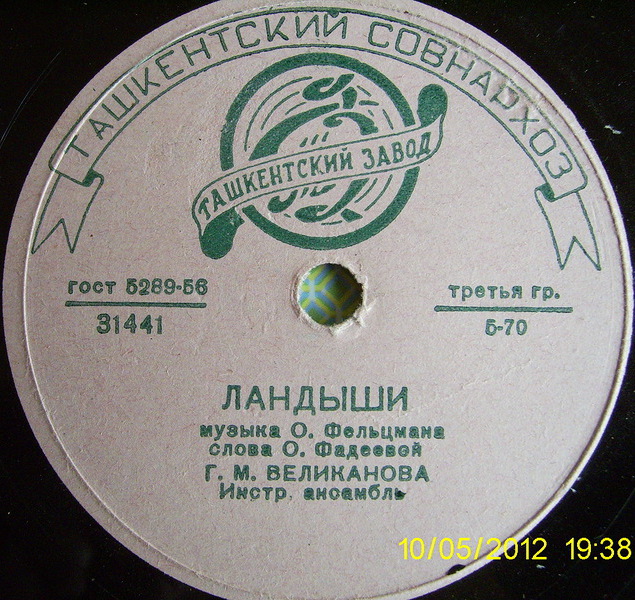 ТАШКЕНТСКИЙ СОВНАРХОЗ
ТАШКЕНТСКИЙ ЗАВОД
гост 5289-56
31441
третья гр.
5-70
ЛАНДЫШИ
музыка О. Фельцмана
слова О. Фадеевой
Г. М. ВЕЛИКАНОВА
Инстр. ансамбль
10/05/2012 19:38